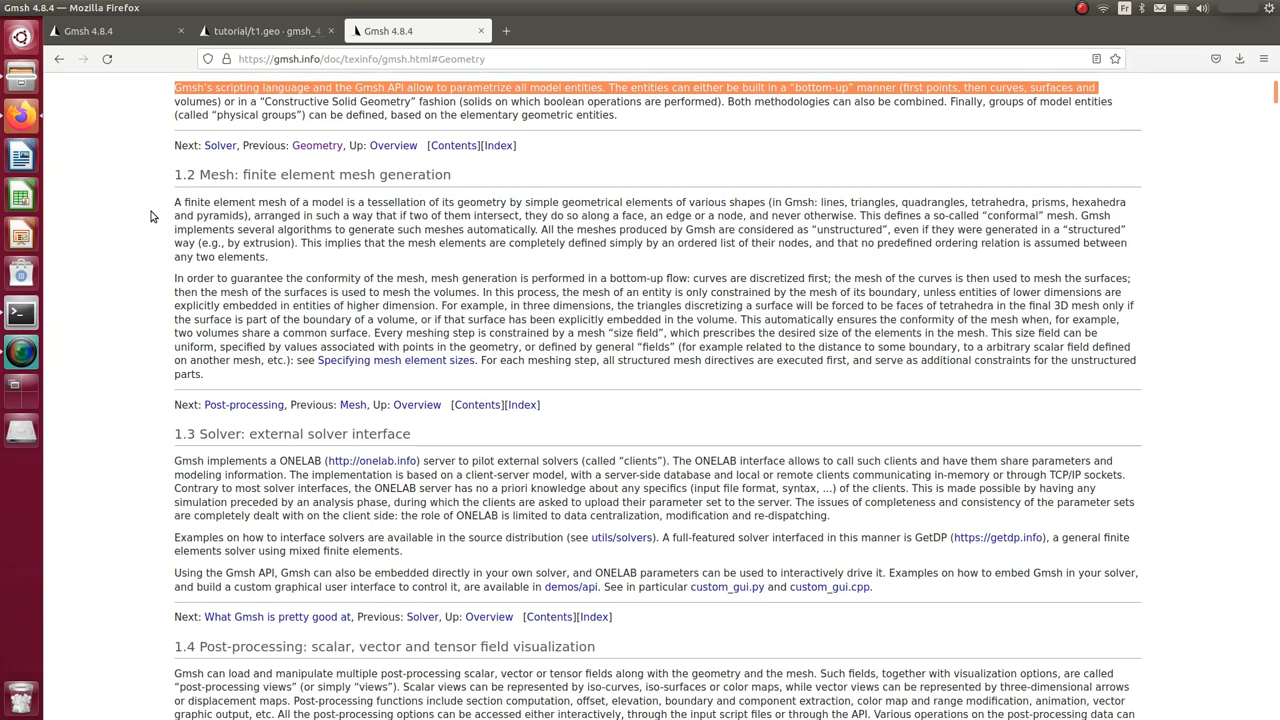 Gmsh 4.8.4 — Mozilla Firefox
Fr
Gmsh 4.8.4
tutorial/t1.geo · gmsh_4_
Gmsh 4.8.4
https://gmsh.info/doc/texinfo/gmsh.html#Geometry
Gmsh's scripting language and the Gmsh API allow to parametrize all model entities. The entities can either be built in a “bottom-up” manner (first points, then curves, surfaces and
volumes) or in a “Constructive Solid Geometry” fashion (solids on which boolean operations are performed). Both methodologies can also be combined. Finally, groups of model entities
(called “physical groups”) can be defined, based on the elementary geometric entities.
Next: Solver, Previous: Geometry, Up: Overview   [Contents][Index]
1.2 Mesh: finite element mesh generation
A finite element mesh of a model is a tessellation of its geometry by simple geometrical elements of various shapes (in Gmsh: lines, triangles, quadrangles, tetrahedra, prisms, hexahedra
and pyramids), arranged in such a way that if two of them intersect, they do so along a face, an edge or a node, and never otherwise. This defines a so-called “conformal” mesh. Gmsh
implements several algorithms to generate such meshes automatically. All the meshes produced by Gmsh are considered as “unstructured”, even if they were generated in a “structured”
way (e.g., by extrusion). This implies that the mesh elements are completely defined simply by an ordered list of their nodes, and that no predefined ordering relation is assumed between
any two elements.
In order to guarantee the conformity of the mesh, mesh generation is performed in a bottom-up flow: curves are discretized first; the mesh of the curves is then used to mesh the surfaces;
then the mesh of the surfaces is used to mesh the volumes. In this process, the mesh of an entity is only constrained by the mesh of its boundary, unless entities of lower dimensions are
explicitly embedded in entities of higher dimension. For example, in three dimensions, the triangles discretizing a surface will be forced to be faces of tetrahedra in the final 3D mesh only if
the surface is part of the boundary of a volume, or if that surface has been explicitly embedded in the volume. This automatically ensures the conformity of the mesh when, for example,
two volumes share a common surface. Every meshing step is constrained by a mesh “size field”, which prescribes the desired size of the elements in the mesh. This size field can be
uniform, specified by values associated with points in the geometry, or defined by general “fields” (for example related to the distance to some boundary, to a arbitrary scalar field defined
on another mesh, etc.): see Specifying mesh element sizes. For each meshing step, all structured mesh directives are executed first, and serve as additional constraints for the unstructured
parts.
Next: Post-processing, Previous: Mesh, Up: Overview   [Contents][Index]
1.3 Solver: external solver interface
Gmsh implements a ONELAB (http://onelab.info) server to pilot external solvers (called “clients”). The ONELAB interface allows to call such clients and have them share parameters and
modeling information. The implementation is based on a client-server model, with a server-side database and local or remote clients communicating in-memory or through TCP/IP sockets.
Contrary to most solver interfaces, the ONELAB server has no a priori knowledge about any specifics (input file format, syntax, ...) of the clients. This is made possible by having any
simulation preceded by an analysis phase, during which the clients are asked to upload their parameter set to the server. The issues of completeness and consistency of the parameter sets
are completely dealt with on the client side: the role of ONELAB is limited to data centralization, modification and re-dispatching.
Examples on how to interface solvers are available in the source distribution (see utils/solvers). A full-featured solver interfaced in this manner is GetDP (https://getdp.info), a general finite
elements solver using mixed finite elements.
Using the Gmsh API, Gmsh can also be embedded directly in your own solver, and ONELAB parameters can be used to interactively drive it. Examples on how to embed Gmsh in your solver,
and build a custom graphical user interface to control it, are available in demos/api. See in particular custom_gui.py and custom_gui.cpp.
Next: What Gmsh is pretty good at, Previous: Solver, Up: Overview   [Contents][Index]
1.4 Post-processing: scalar, vector and tensor field visualization
Gmsh can load and manipulate multiple post-processing scalar, vector or tensor fields along with the geometry and the mesh. Such fields, together with visualization options, are called
“post-processing views” (or simply “views”). Scalar views can be represented by iso-curves, iso-surfaces or color maps, while vector views can be represented by three-dimensional arrows
or displacement maps. Post-processing functions include section computation, offset, elevation, boundary and component extraction, color map and range modification, animation, vector
graphic output, etc. All the post-processing options can be accessed either interactively, through the input script files or through the API. Various operations on the post-processing data can